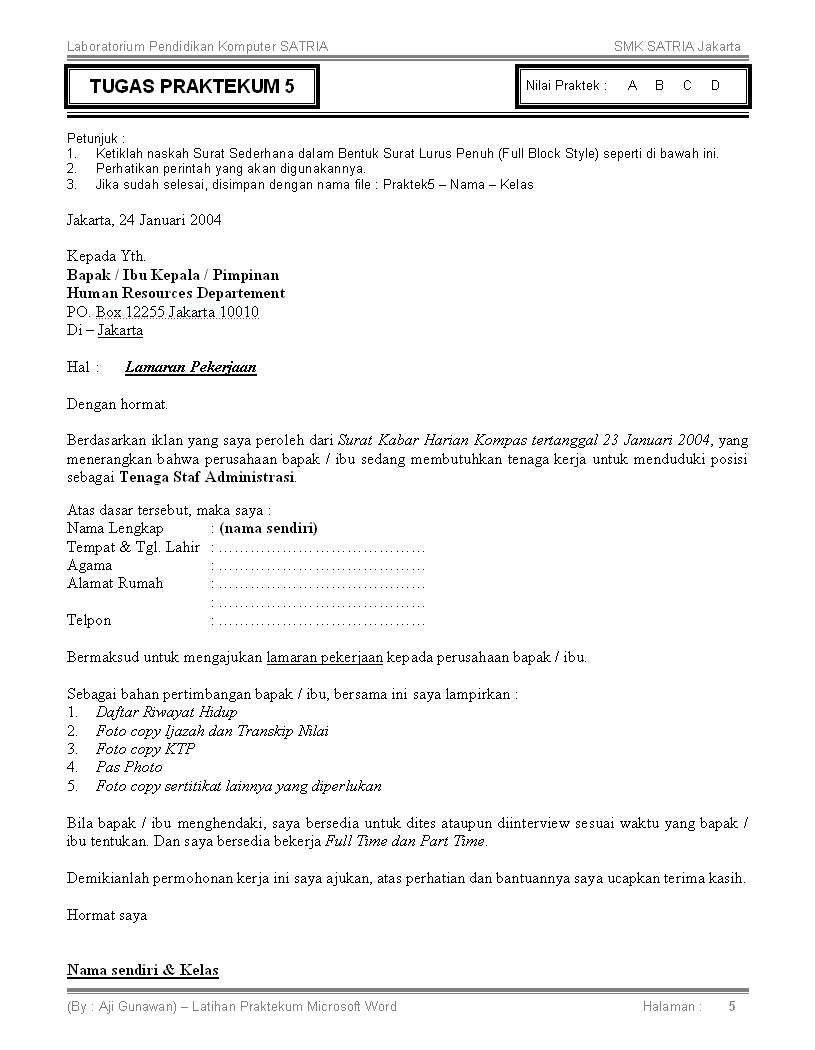 Laboratorium Pendidikan Komputer SATRIA SMK SATRIA Jakarta
TUGAS PRAKTEKUM 5 Nilai Praktek : A B C D
Petunjuk :
1. Ketiklah naskah Surat Sederhana dalam Bentuk Surat Lurus Penuh (Full Block Style) seperti di bawah ini.
2. Perhatikan perintah yang akan digunakannya.
3. Jika sudah selesai, disimpan dengan nama file : Praktek5 – Nama – Kelas
Jakarta, 24 Januari 2004
Kepada Yth.
Bapak / Ibu Kepala / Pimpinan
Human Resources Departement
PO. Box 12255 Jakarta 10010
Di – Jakarta
Hal : Lamaran Pekerjaan
Dengan hormat.
Berdasarkan iklan yang saya peroleh dari Surat Kabar Harian Kompas tertanggal 23 Januari 2004, yang
menerangkan bahwa perusahaan bapak / ibu sedang membutuhkan tenaga kerja untuk menduduki posisi
sebagai Tenaga Staf Administrasi.
Atas dasar tersebut, maka saya :
Nama Lengkap : (nama sendiri)
Tempat & Tgl. Lahir : …………………………………
Agama : …………………………………
Alamat Rumah : …………………………………
: …………………………………
Telpon : …………………………………
Bermaksud untuk mengajukan lamaran pekerjaan kepada perusahaan bapak / ibu.
Sebagai bahan pertimbangan bapak / ibu, bersama ini saya lampirkan :
1. Daftar Riwayat Hidup
2. Foto copy Ijazah dan Transkip Nilai
3. Foto copy KTP
4. Pas Photo
5. Foto copy sertitikat lainnya yang diperlukan
Bila bapak / ibu menghendaki, saya bersedia untuk dites ataupun diinterview sesuai waktu yang bapak /
ibu tentukan. Dan saya bersedia bekerja Full Time dan Part Time.
Demikianlah permohonan kerja ini saya ajukan, atas perhatian dan bantuannya saya ucapkan terima kasih.
Hormat saya
Nama sendiri & Kelas
(By : Aji Gunawan) – Latihan Praktekum Microsoft Word Halaman : 5